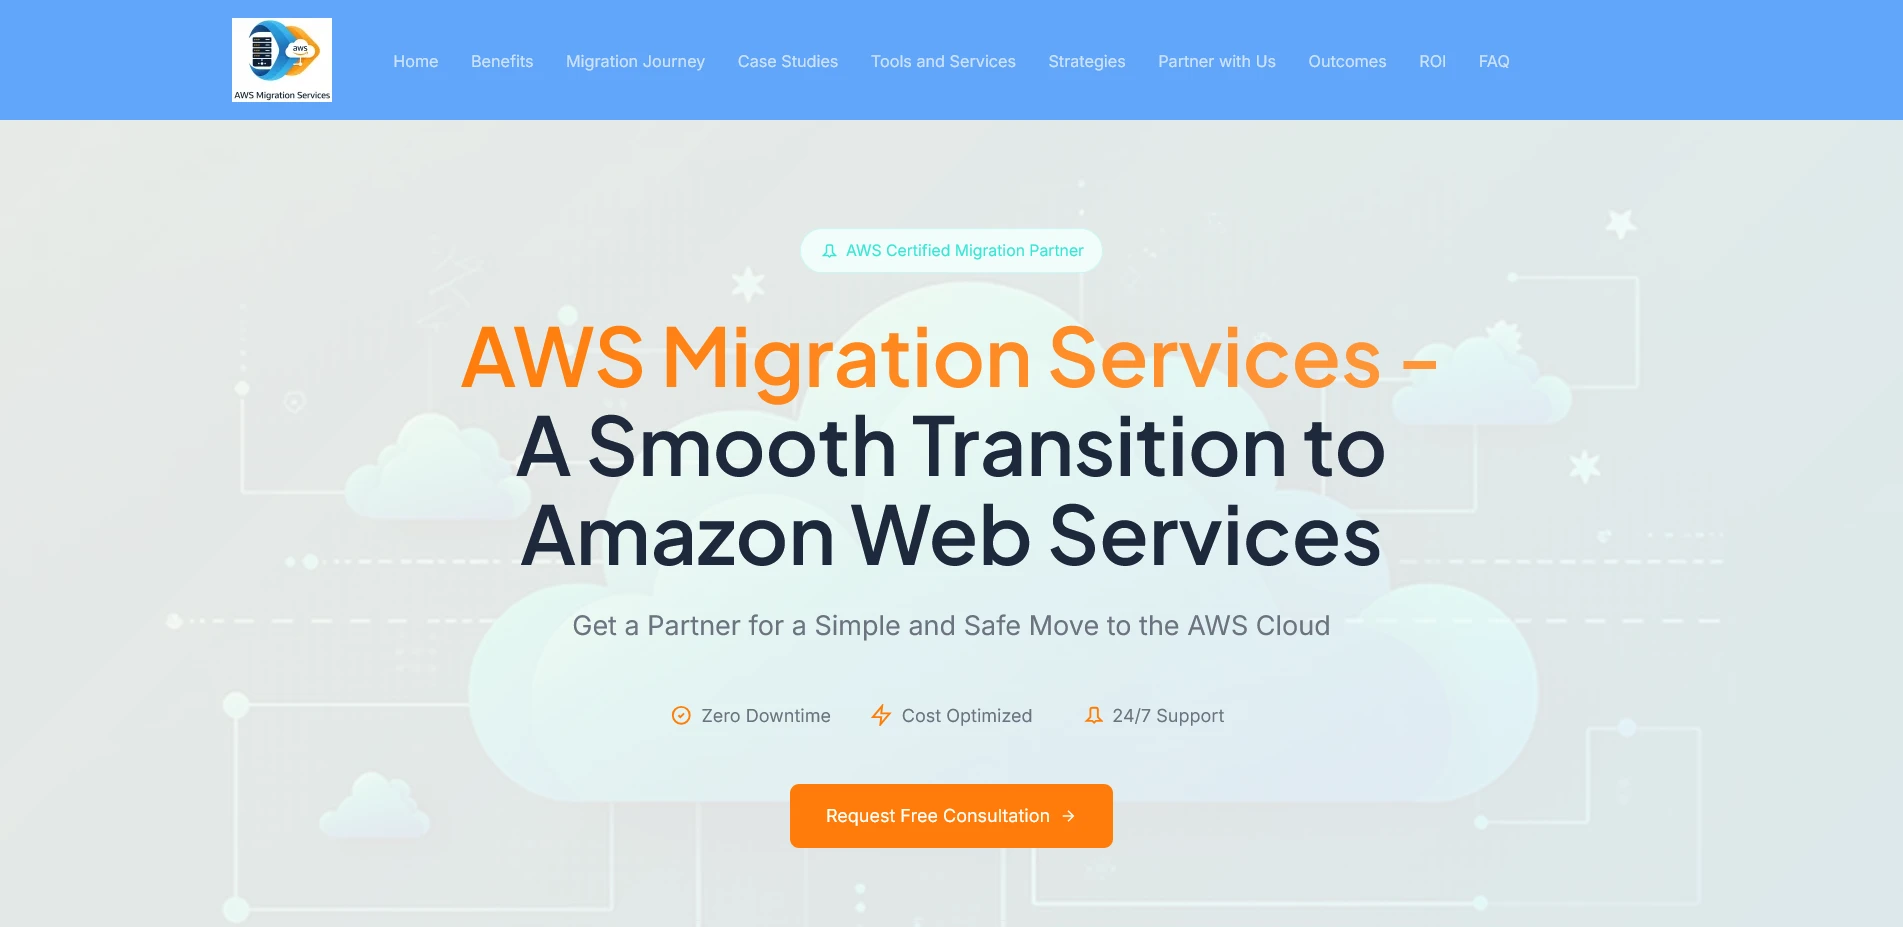 aws
AWS Migration Services
Home Benefits Migration Journey Case Studies Tools and Services Strategies Partner with Us Outcomes ROI FAQ
AWS Certified Migration Partner
AWS Migration Services –
A Smooth Transition to
Amazon Web Services
Get a Partner for a Simple and Safe Move to the AWS Cloud
Zero Downtime Cost Optimized 24/7 Support
Request Free Consultation →